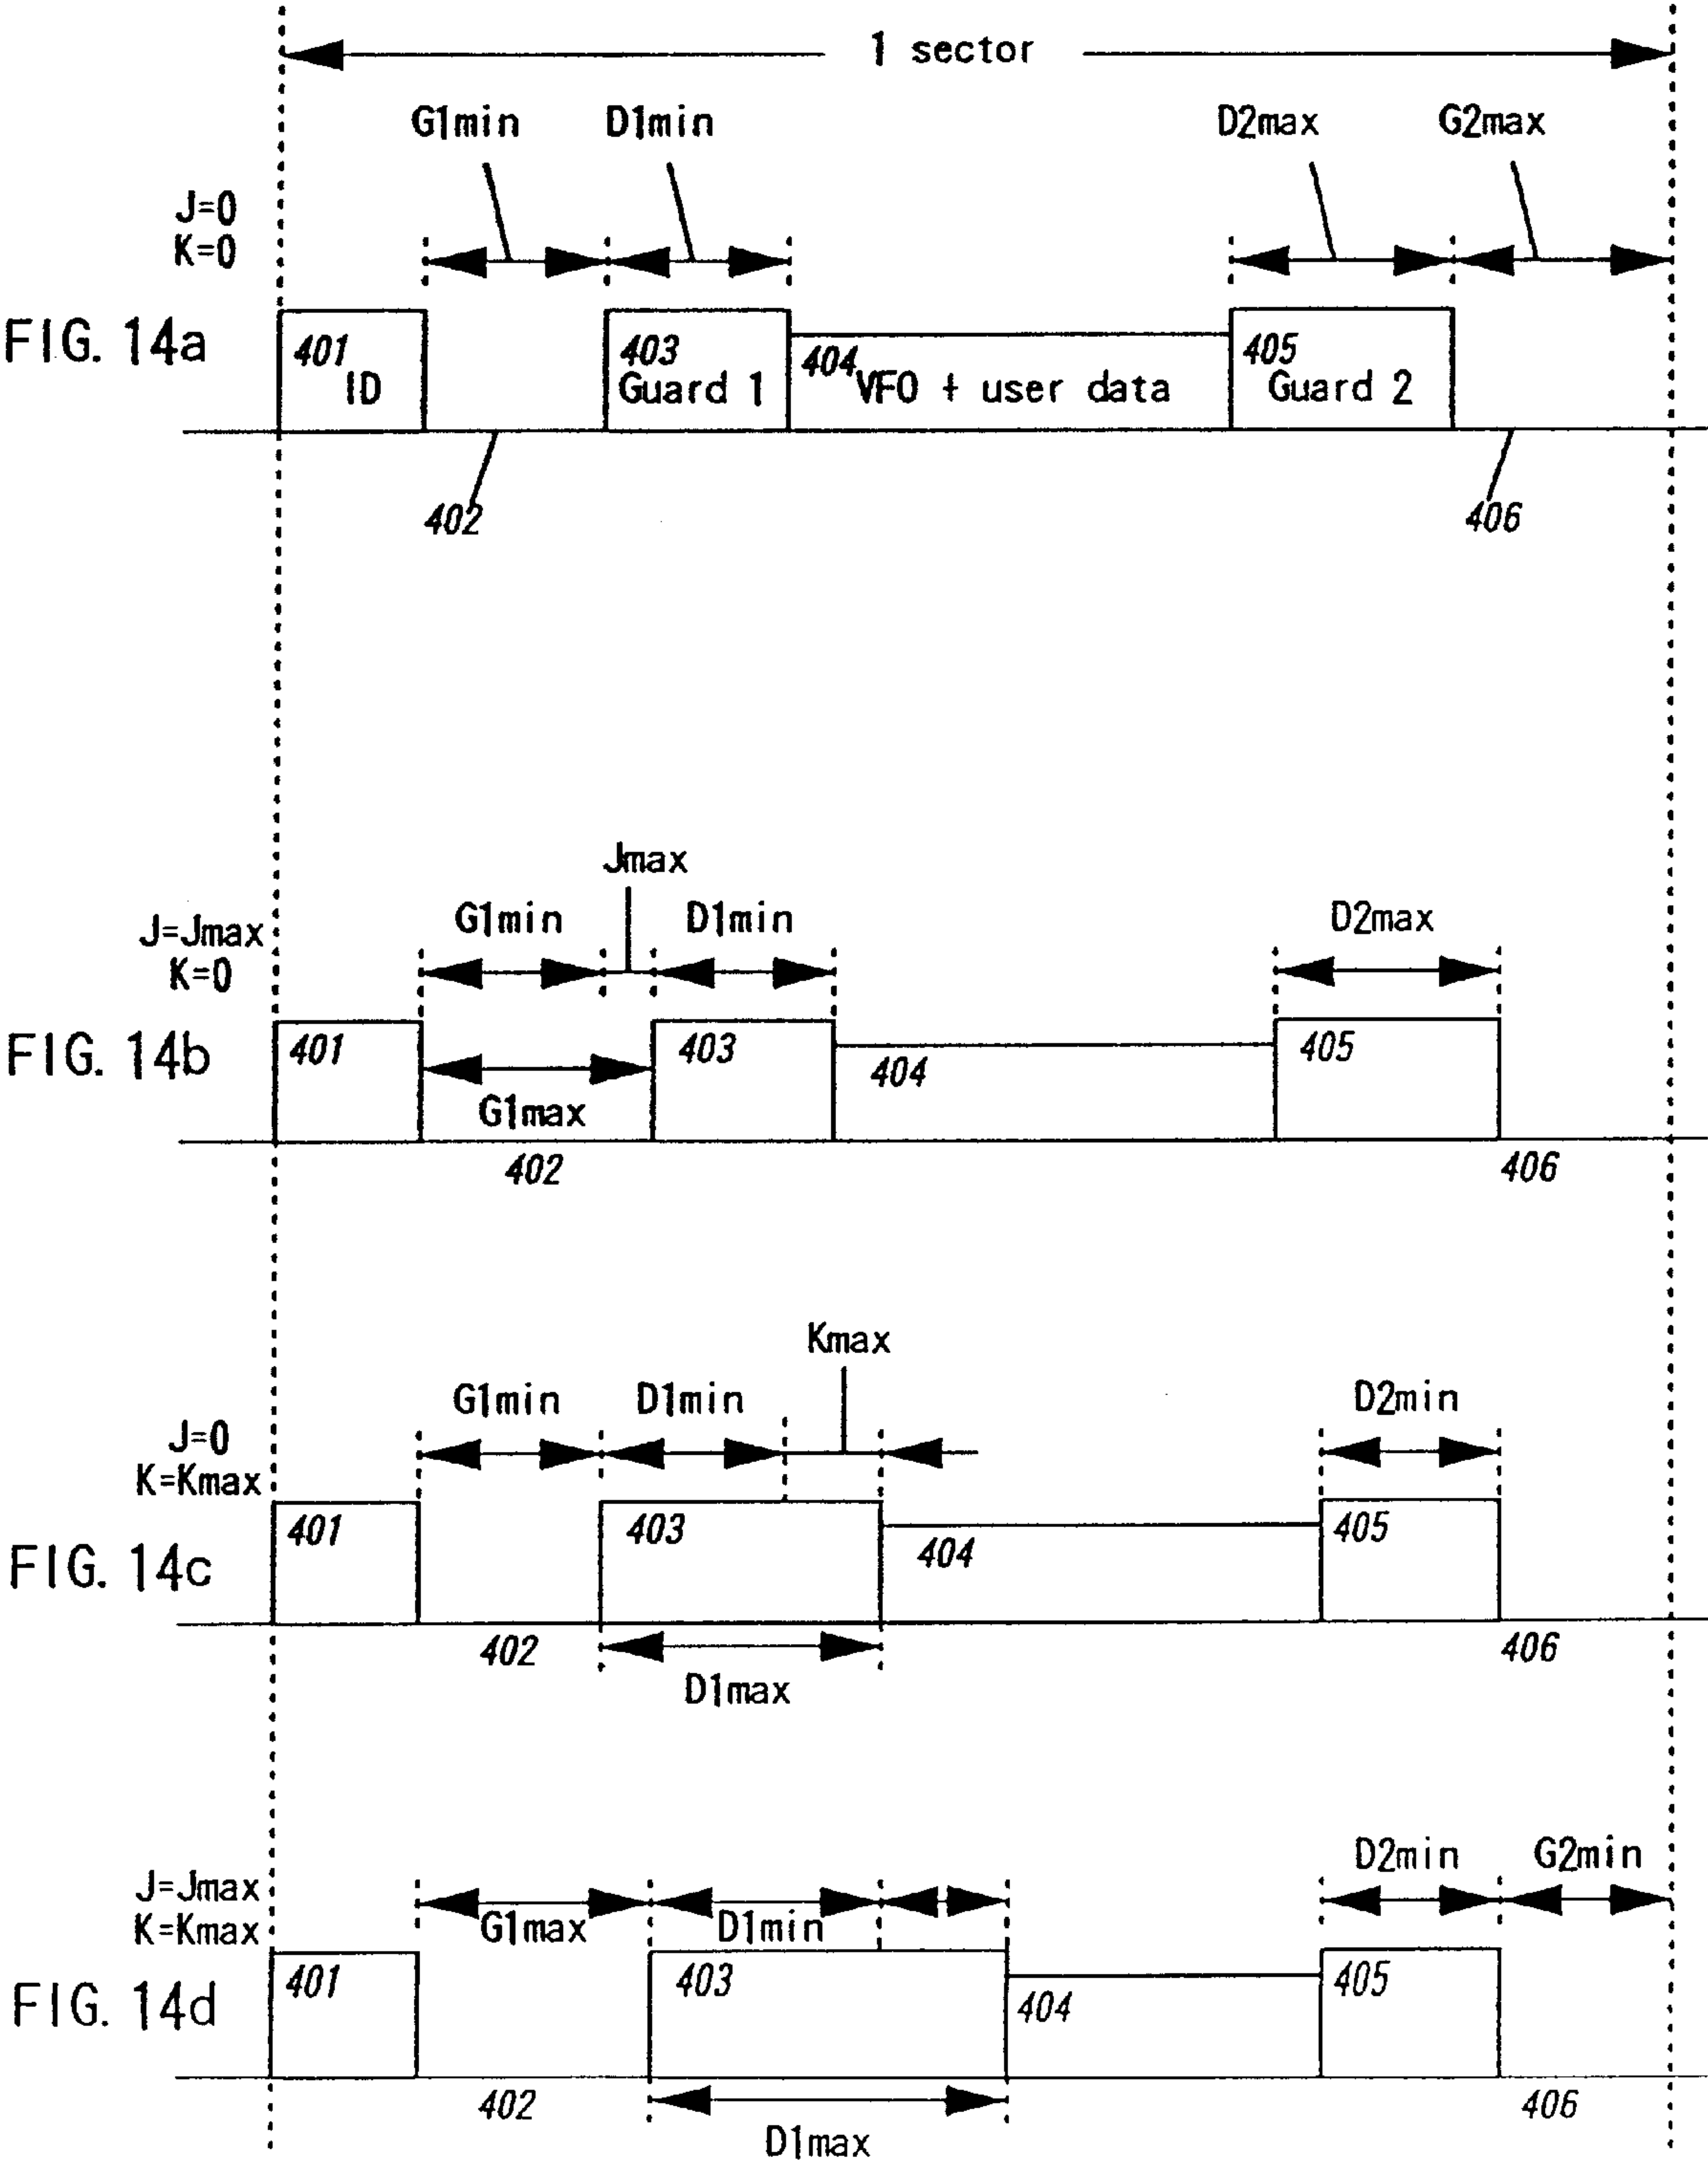 1 sector
G1min D1min D2max G2max
J=0
K=0
FIG. 14a
401 ID
403 Guard 1
404 VFO + user data
405 Guard 2
402
406
Jmax
J=Jmax
K=0
G1min D1min D2max
FIG. 14b
401
403
404
405
G1max
402
406
Kmax
J=0
K=Kmax
G1min D1min D2min
FIG. 14c
401
403
404
405
402
406
D1max
D2min G2min
J=Jmax
K=Kmax
G1max D1min
FIG. 14d
401
403
404
405
402
406
D1max